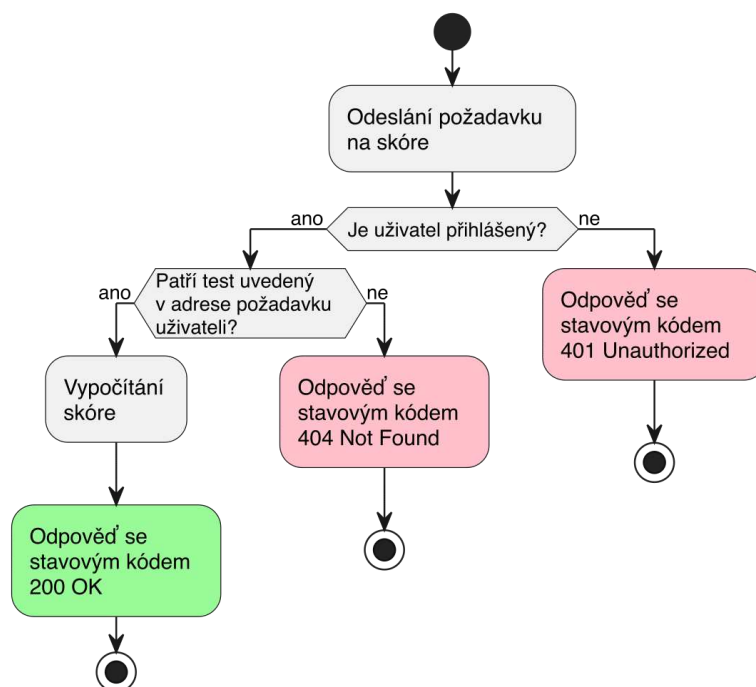 Odeslání požadavku
na skóre
ano
Je uživatel přihlášený?
ne
ano
Patří test uvedený
v adrese požadavku
uživateli?
ne
Odpověď se
stavovým kódem
401 Unauthorized
Vypočítání
skóre
Odpověď se
stavovým kódem
404 Not Found
Odpověď se
stavovým kódem
200 OK